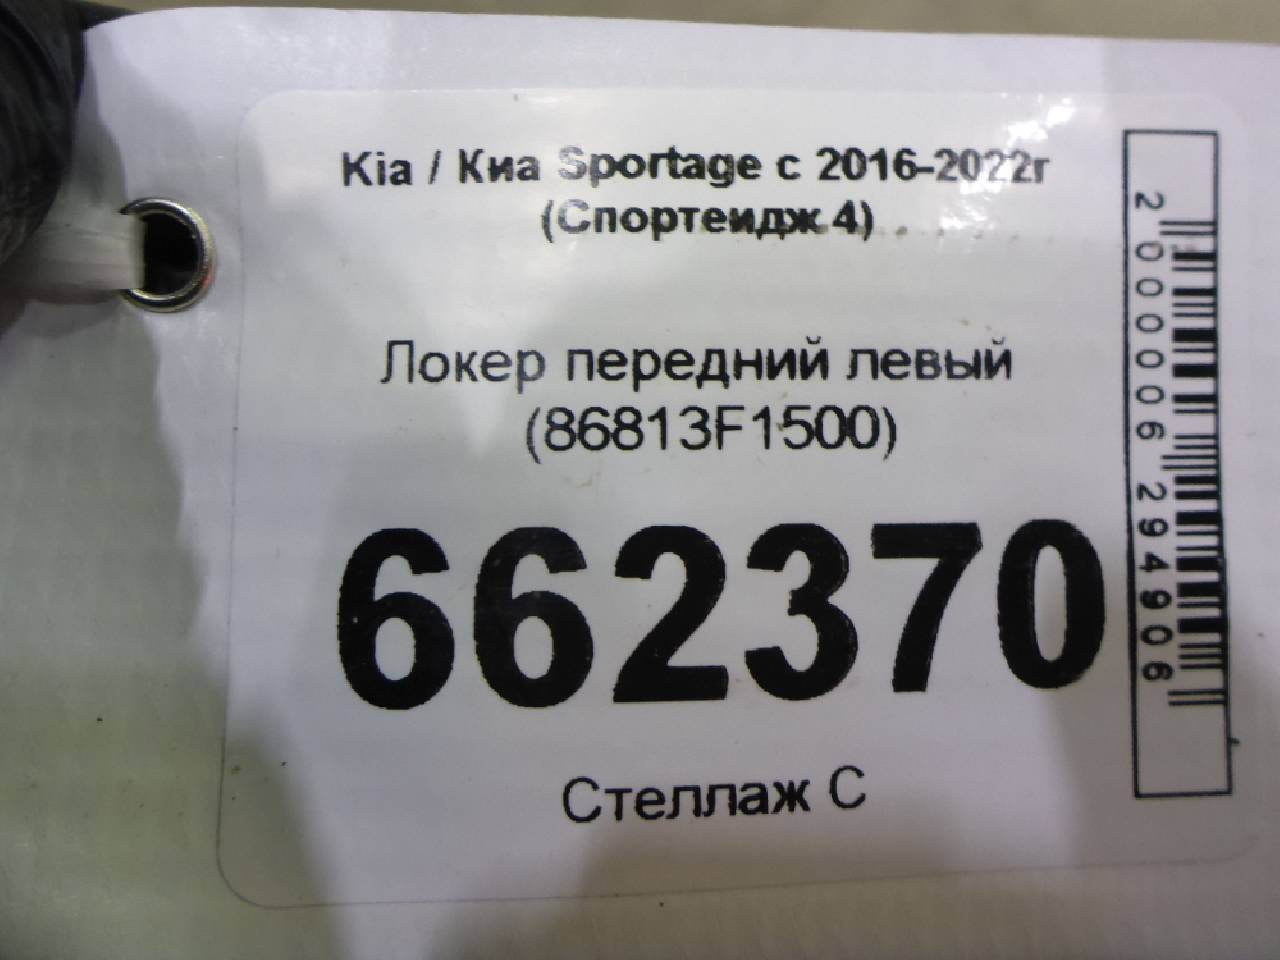 Kia / Киа Sportage с 2016-2022г
(Спортеидж 4)
Локер передний левый
(86813F1500)
662370
Стеллаж С
2000006294906